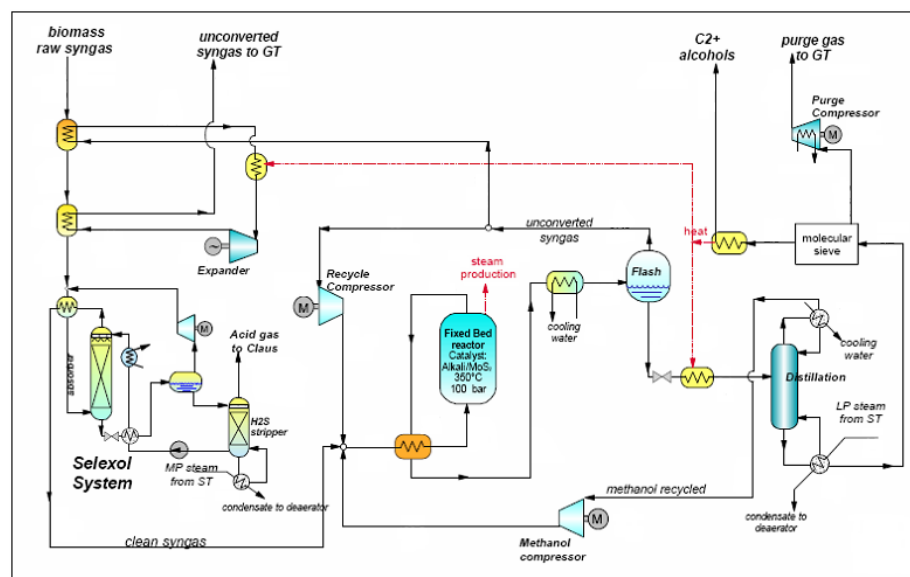 biomass
raw syngas
unconverted
syngas to GT
C2+
alcohols
purge gas
to GT
Purge
Compressor
M
Expander
~
unconverted
syngas
heat
molecular
sieve
Recycle
Compressor
M
steam
production
Flash
Acid gas
to Claus
M
Fixed Bed
reactor
Catalyst:
Alkali/MoS₂
350°C
100 bar
cooling
water
cooling
water
absorber
Distillation
H2S
stripper
LP steam
from ST
Selexol
System
MP steam
from ST
condensate to deaerator
methanol recycled
condensate to
deaerator
M
clean syngas
Methanol
compressor